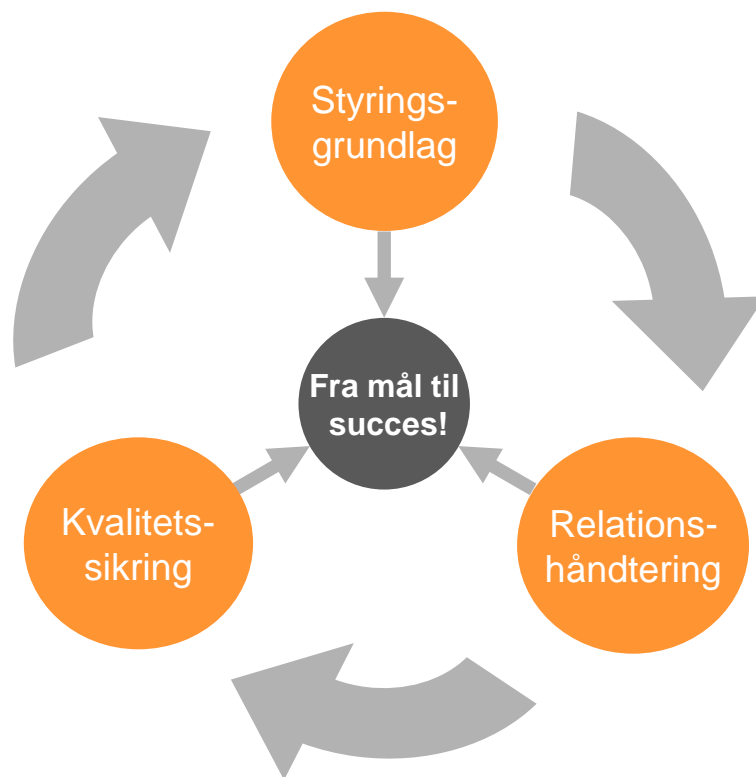 Styrings-
grundlag
Fra mål til
succes!
Kvalitets-
sikring
Relations-
håndtering